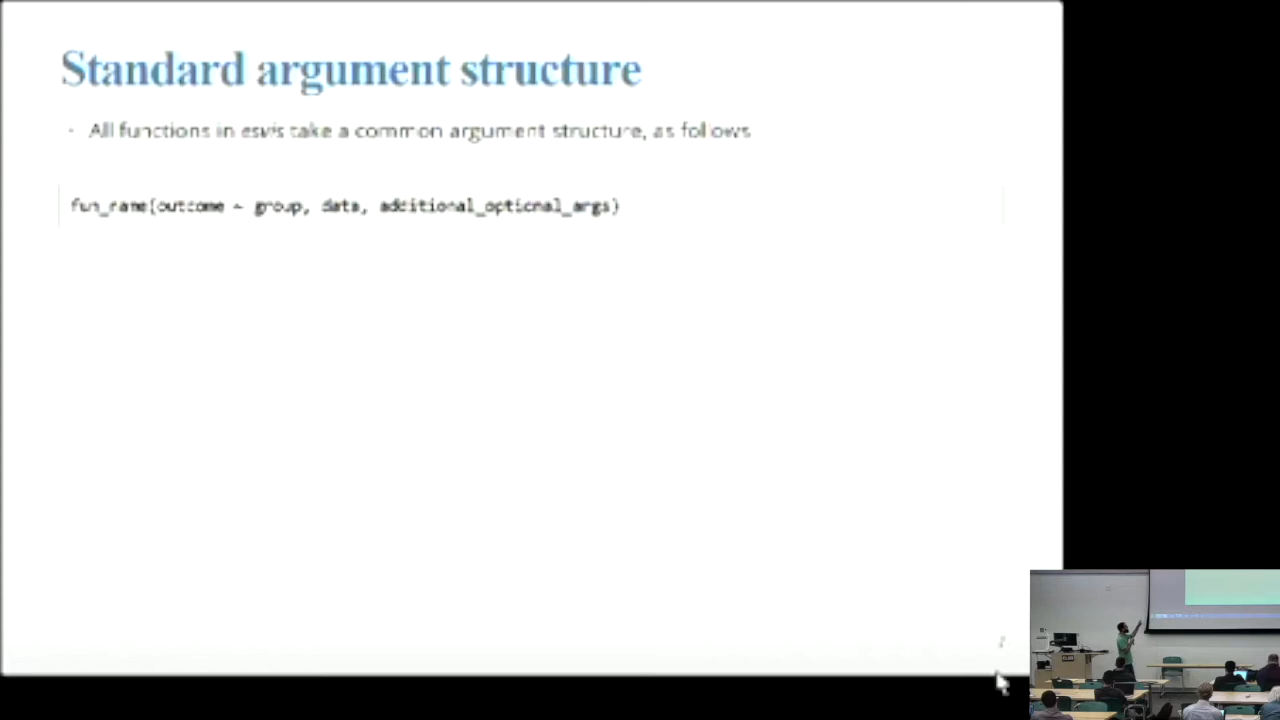 Standard argument structure
· All functions in esvis take a common argument structure, as follows
fun_name(outcome ~ group, data, additional_optional_args)